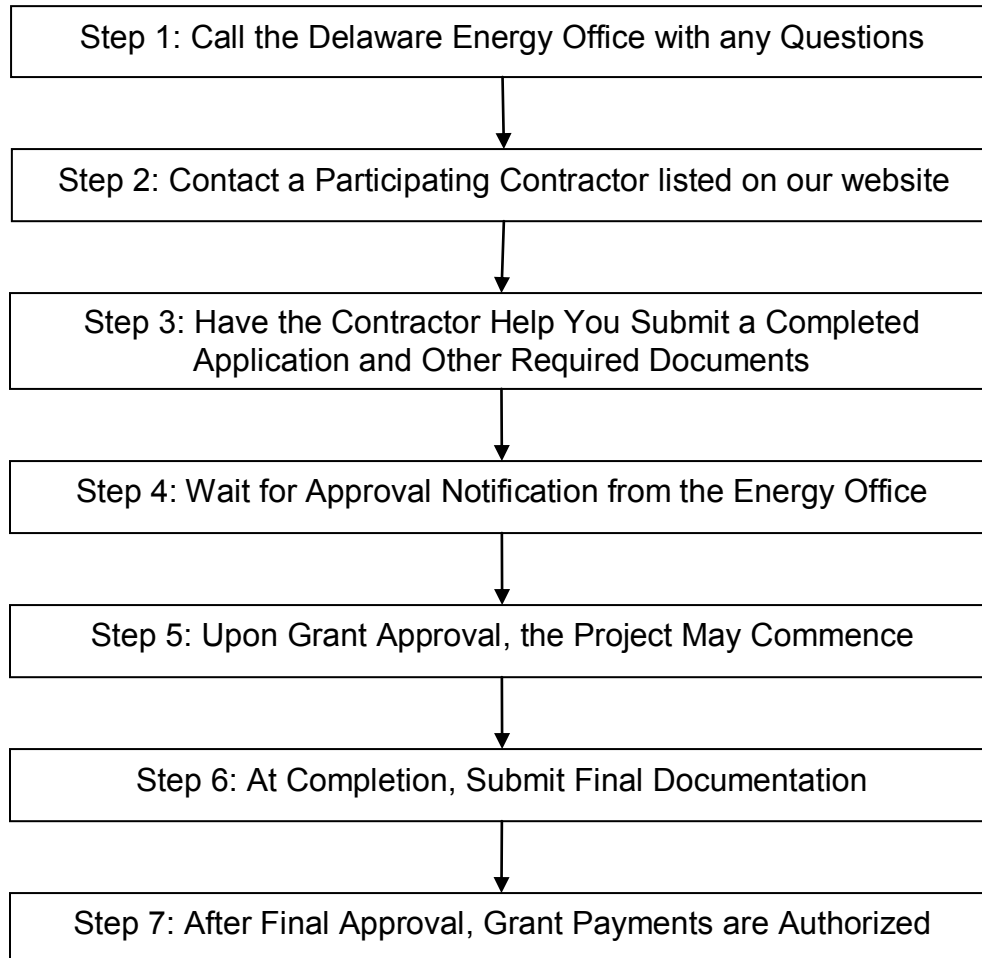 Step 1: Call the Delaware Energy Office with any Questions
Step 2: Contact a Participating Contractor listed on our website
Step 3: Have the Contractor Help You Submit a Completed
Application and Other Required Documents
Step 4: Wait for Approval Notification from the Energy Office
Step 5: Upon Grant Approval, the Project May Commence
Step 6: At Completion, Submit Final Documentation
Step 7: After Final Approval, Grant Payments are Authorized